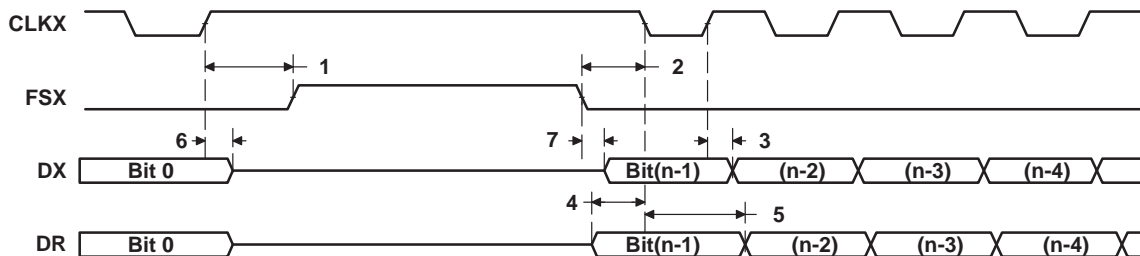 CLKX
1
2
FSX
6
7
3
DX
Bit 0
Bit(n-1)
(n-2)
(n-3)
(n-4)
4
5
DR
Bit 0
Bit(n-1)
(n-2)
(n-3)
(n-4)